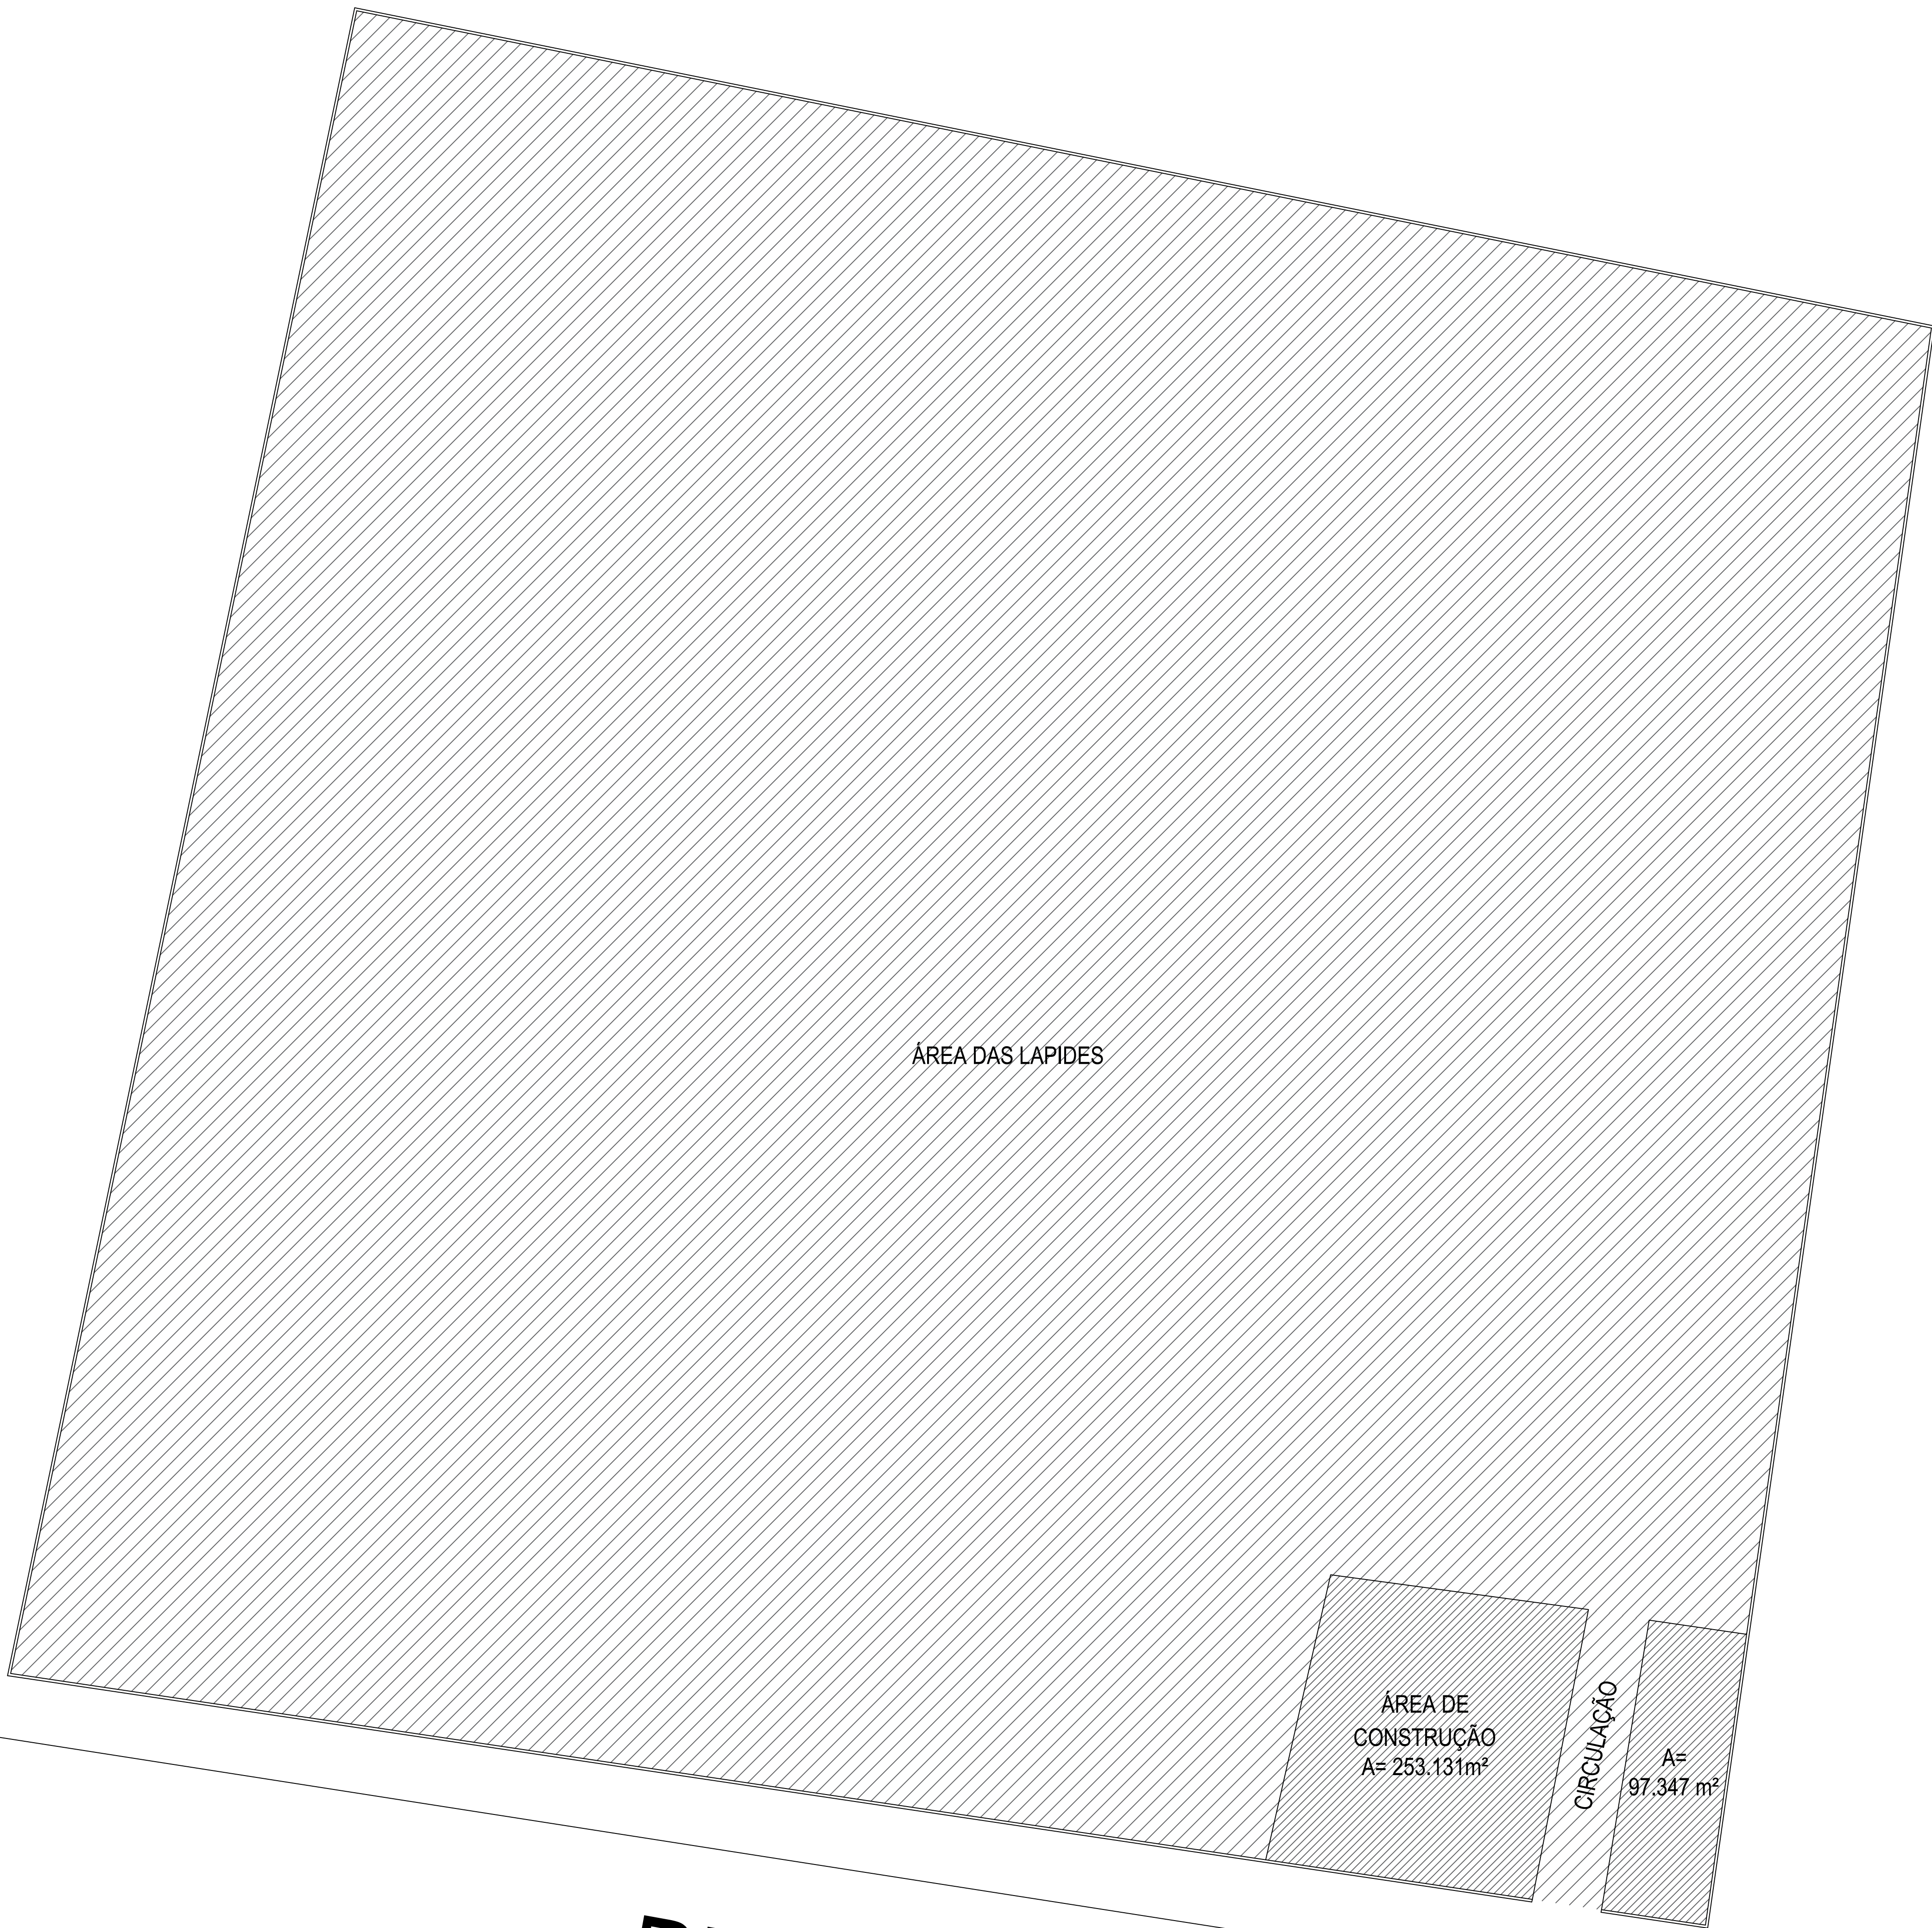 ÁREA DAS LAPIDES
ÁREA DE
CONSTRUÇÃO
A= 253.131m²
CIRCULAÇÃO
A=
97.347 m²